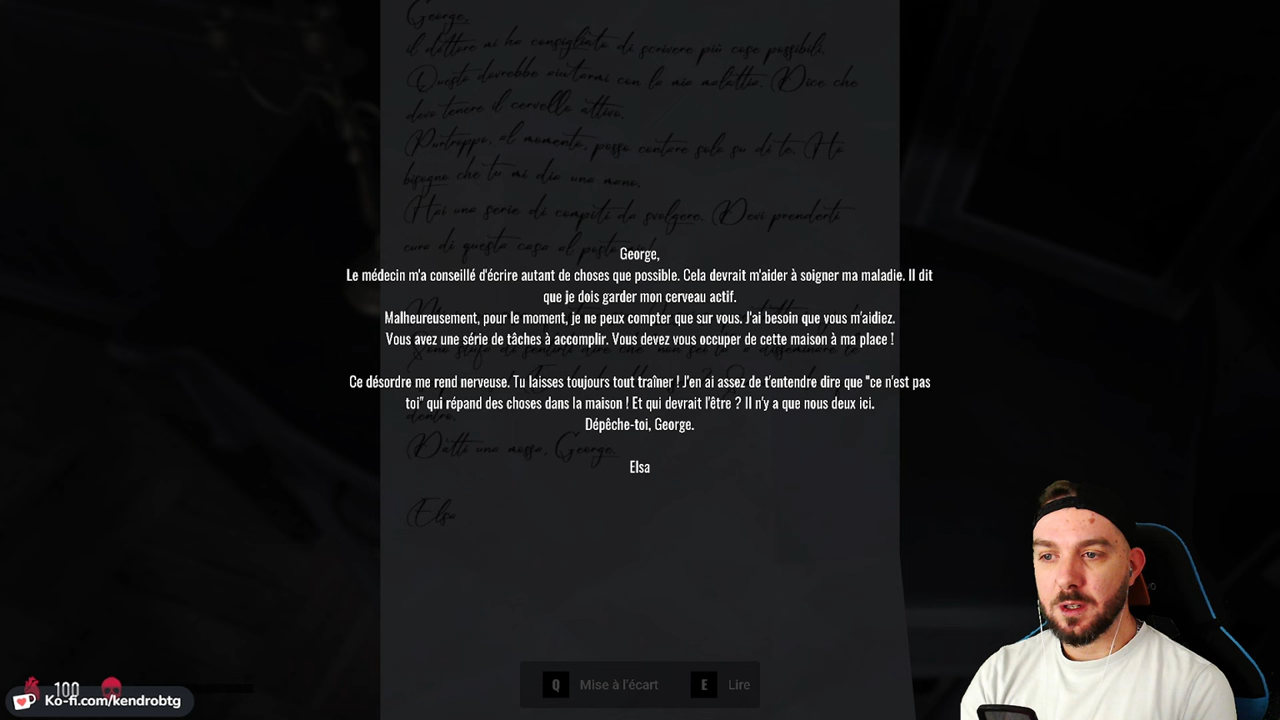 George,
il dottore mi ha consigliato di scrivere più cose possibili.
Questo dovrebbe aiutarmi con la mia malattia. Dice che
devo tenere il cervello attivo.
Purtroppo, al momento, posso contare solo su di te. Ho
bisogno che tu mi dia una mano.
Hai una serie di compiti da svolgere. Devi prenderti
cura di questa casa al posto
George,
Le médecin m'a conseillé d'écrire autant de choses que possible. Cela devrait m'aider à soigner ma maladie. Il dit
que je dois garder mon cerveau actif.
Malheureusement, pour le moment, je ne peux compter que sur vous. J'ai besoin que vous m'aidiez.
Vous avez une série de tâches à accomplir. Vous devez vous occuper de cette maison à ma place !
Ce désordre me rend nerveuse. Tu laisses toujours tout traîner ! J'en ai assez de t'entendre dire que "ce n'est pas
toi" qui répand des choses dans la maison ! Et qui devrait l'être ? Il n'y a que nous deux ici.
Dépêche-toi, George.
Elsa
dentro.
Datti una mossa, George.
Elsa
Q Mise à l'écart E Lire
100
Ko-fi.com/kendrobtg